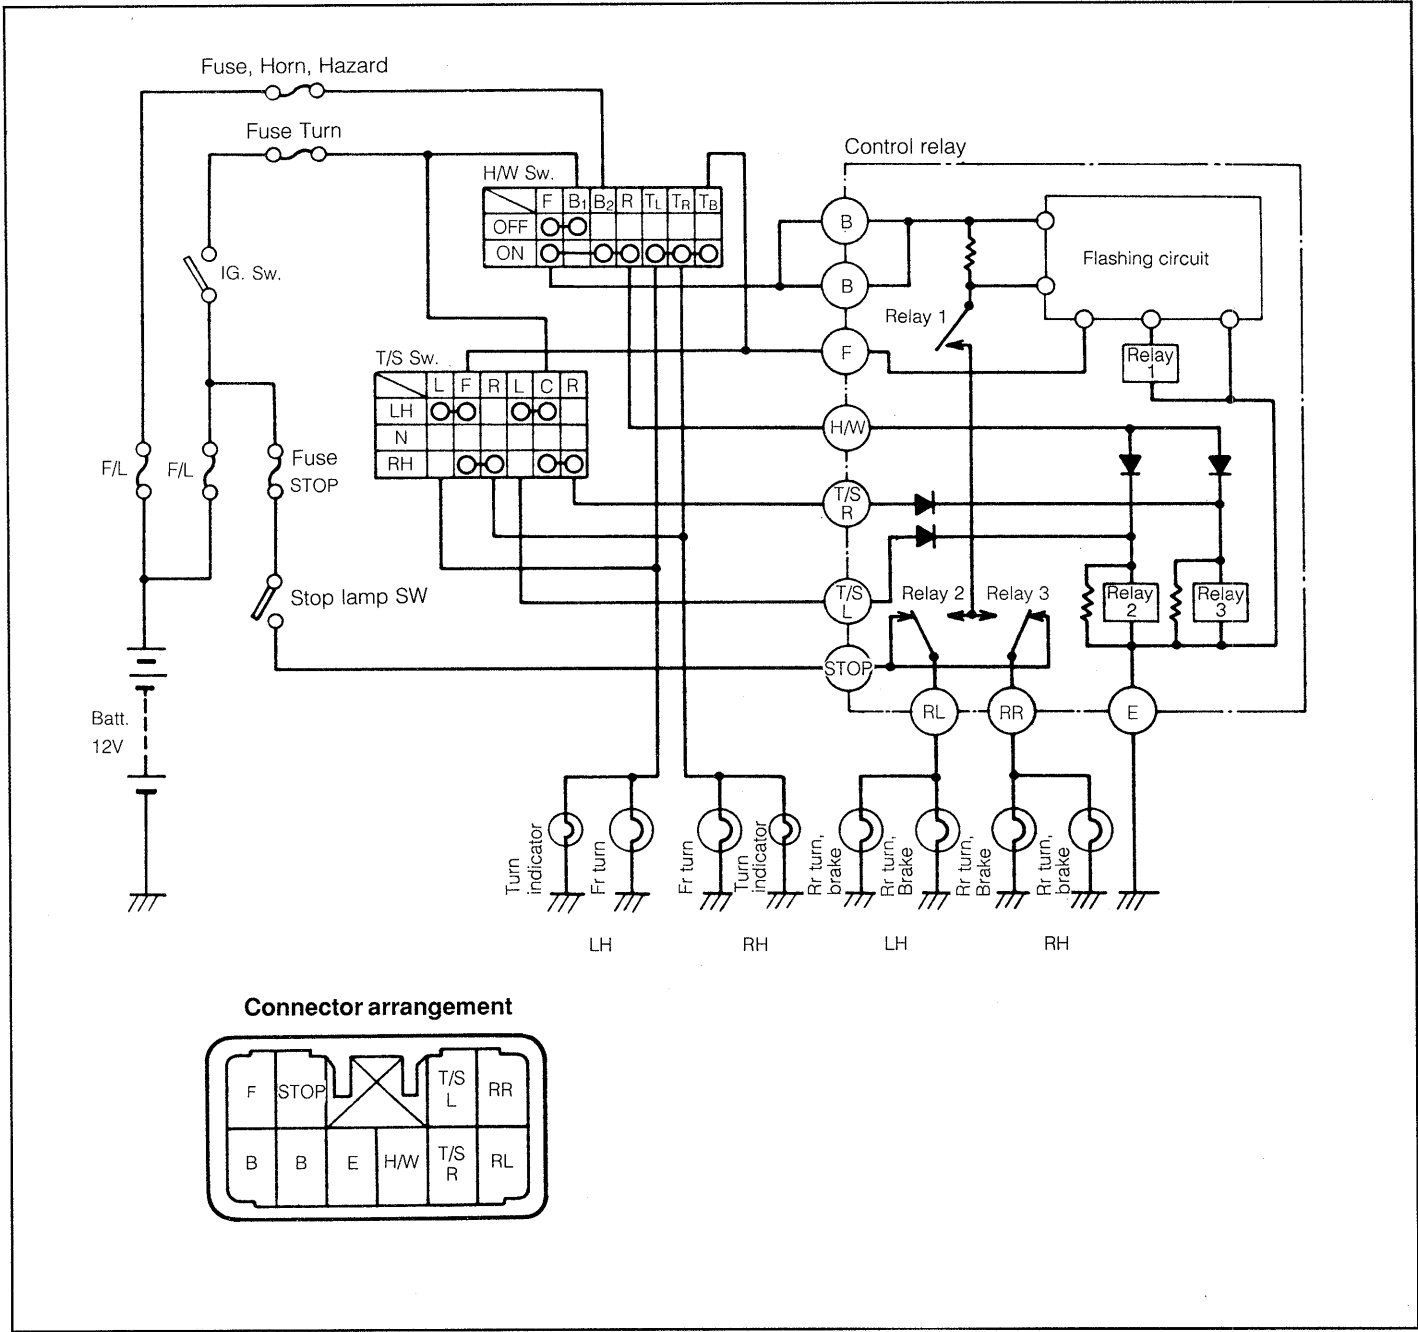 Fuse, Horn, Hazard
Fuse Turn
Control relay
H/W Sw.
F B1 B2 R TL TR TB
OFF
ON
B
Flashing circuit
IG. Sw.
B
Relay 1
F
Relay
1
T/S Sw.
L F R L C R
LH
N
RH
H/W
F/L
F/L
Fuse
STOP
T/S
R
Stop lamp SW
T/S
L
Relay 2
Relay 3
Relay
2
Relay
3
STOP
RL
RR
E
Batt.
12V
Turn
indicator
Fr turn
Fr turn
Turn
indicator
Rr turn,
brake
Rr turn,
Brake
Rr turn,
Brake
Rr turn,
brake
LH
RH
LH
RH
Connector arrangement
F STOP T/S L RR
B B E H/W T/S R RL